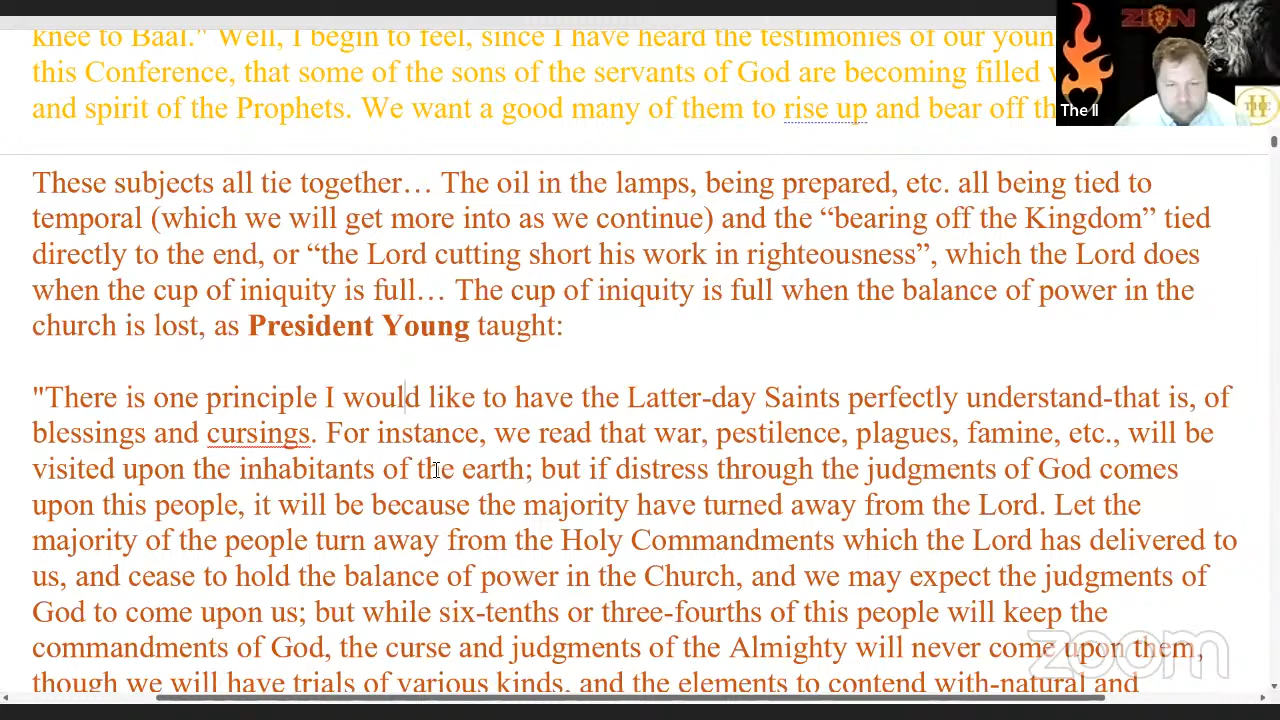 knee to Baal." Well, I begin to feel, since I have heard the testimonies of our
this Conference, that some of the sons of the servants of God are becoming filled
and spirit of the Prophets. We want a good many of them to rise up and bear off
ZION
The II
THE
II
These subjects all tie together… The oil in the lamps, being prepared, etc. all being tied to
temporal (which we will get more into as we continue) and the “bearing off the Kingdom” tied
directly to the end, or “the Lord cutting short his work in righteousness”, which the Lord does
when the cup of iniquity is full… The cup of iniquity is full when the balance of power in the
church is lost, as President Young taught:
"There is one principle I would like to have the Latter-day Saints perfectly understand-that is, of
blessings and cursings. For instance, we read that war, pestilence, plagues, famine, etc., will be
visited upon the inhabitants of the earth; but if distress through the judgments of God comes
upon this people, it will be because the majority have turned away from the Lord. Let the
majority of the people turn away from the Holy Commandments which the Lord has delivered to
us, and cease to hold the balance of power in the Church, and we may expect the judgments of
God to come upon us; but while six-tenths or three-fourths of this people will keep the
commandments of God, the curse and judgments of the Almighty will never come upon them,
though we will have trials of various kinds, and the elements to contend with-natural and
zoom